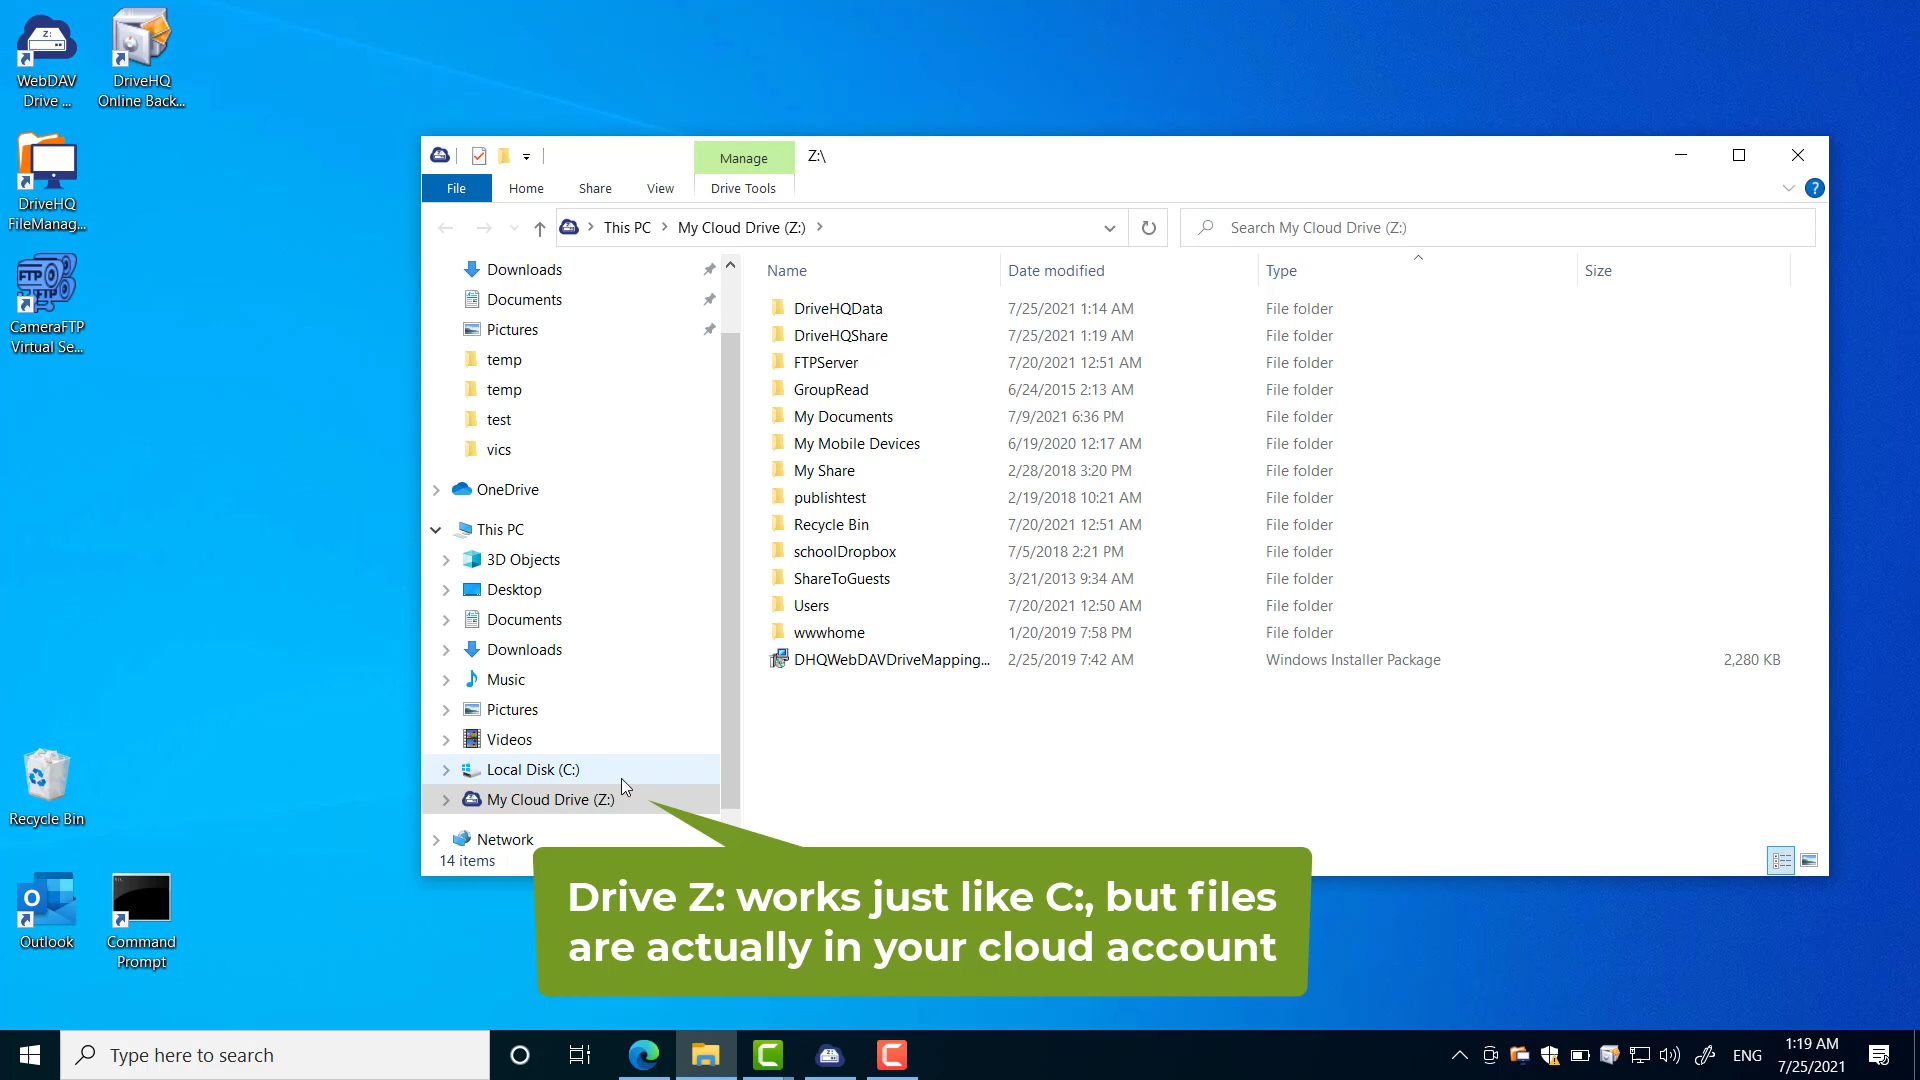 Z:
WebDAV
Drive ...
DriveHQ
Online Back...
DriveHQ
FileManag...
FTP
FTP
CameraFTP
Virtual Se...
Recycle Bin
Outlook
Command
Prompt
Manage
Z:\
File
Home
Share
View
Drive Tools
?
This PC
My Cloud Drive (Z:)
Search My Cloud Drive (Z:)
Downloads
Documents
Pictures
temp
temp
test
vics
OneDrive
This PC
3D Objects
Desktop
Documents
Downloads
Music
Pictures
Videos
Local Disk (C:)
My Cloud Drive (Z:)
Network
14 items
Name Date modified Type Size
DriveHQData 7/25/2021 1:14 AM File folder
DriveHQShare 7/25/2021 1:19 AM File folder
FTPServer 7/20/2021 12:51 AM File folder
GroupRead 6/24/2015 2:13 AM File folder
My Documents 7/9/2021 6:36 PM File folder
My Mobile Devices 6/19/2020 12:17 AM File folder
My Share 2/28/2018 3:20 PM File folder
publishtest 2/19/2018 10:21 AM File folder
Recycle Bin 7/20/2021 12:51 AM File folder
schoolDropbox 7/5/2018 2:21 PM File folder
ShareToGuests 3/21/2013 9:34 AM File folder
Users 7/20/2021 12:50 AM File folder
wwwhome 1/20/2019 7:58 PM File folder
DHQWebDAVDriveMapping... 2/25/2019 7:42 AM Windows Installer Package 2,280 KB
Drive Z: works just like C:, but files
are actually in your cloud account
Type here to search
ENG
1:19 AM
7/25/2021